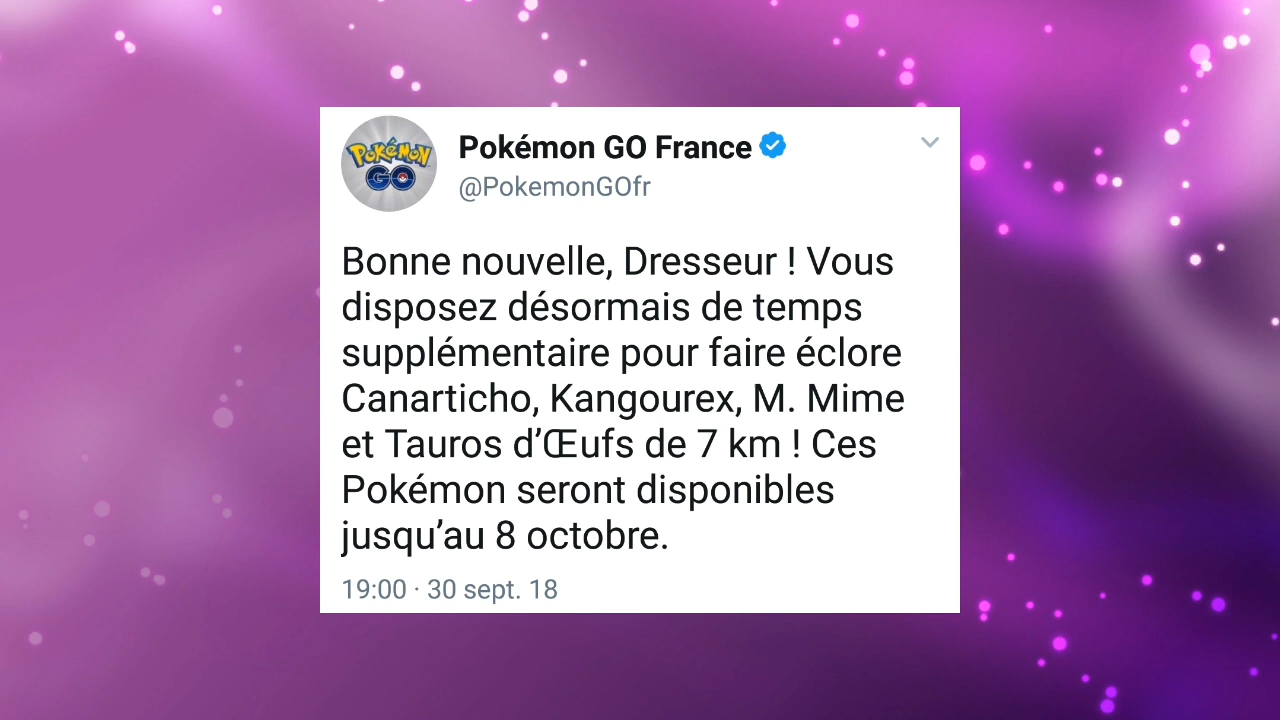 POKéMON
GO
Pokémon GO France
@PokemonGOfr
Bonne nouvelle, Dresseur ! Vous
disposez désormais de temps
supplémentaire pour faire éclore
Canarticho, Kangourex, M. Mime
et Tauros d’Œufs de 7 km ! Ces
Pokémon seront disponibles
jusqu’au 8 octobre.
19:00 · 30 sept. 18